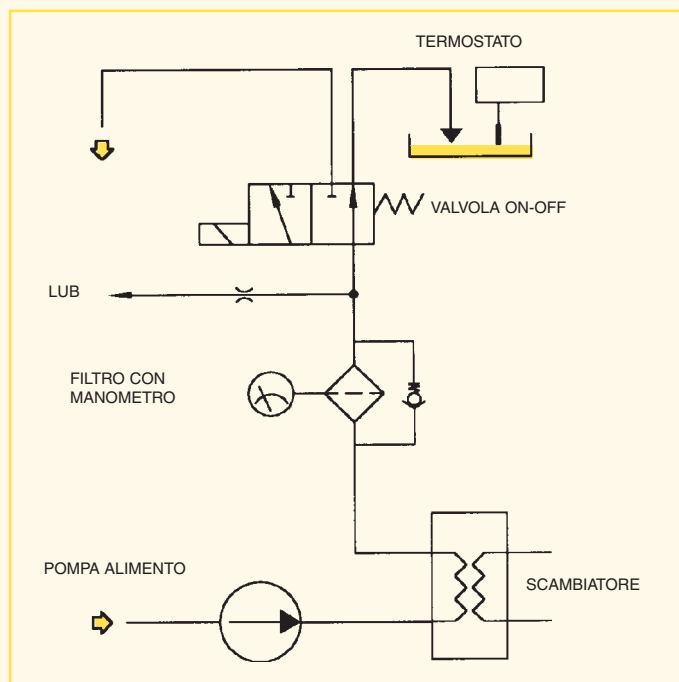 TERMOSTATO
VALVOLA ON-OFF
LUB
FILTRO CON
MANOMETRO
POMPA ALIMENTO
SCAMBIATORE